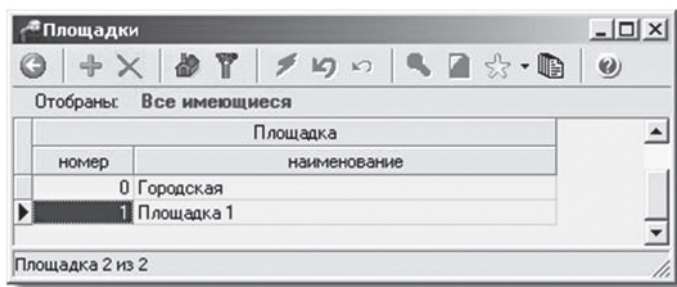 Площадки
Отобраны: Все имеющиеся
Площадка
номер наименование
0 Городская
1 Площадка 1
Площадка 2 из 2